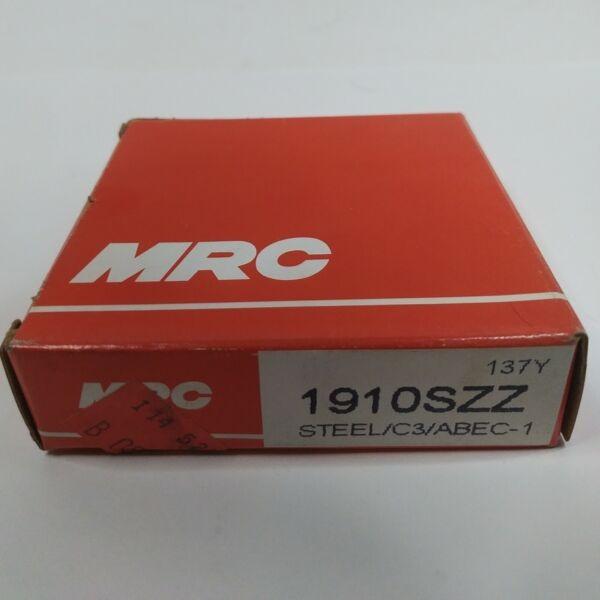 MRC
MRC
137Y
1910SZZ
STEEL/C3/ABEC-1